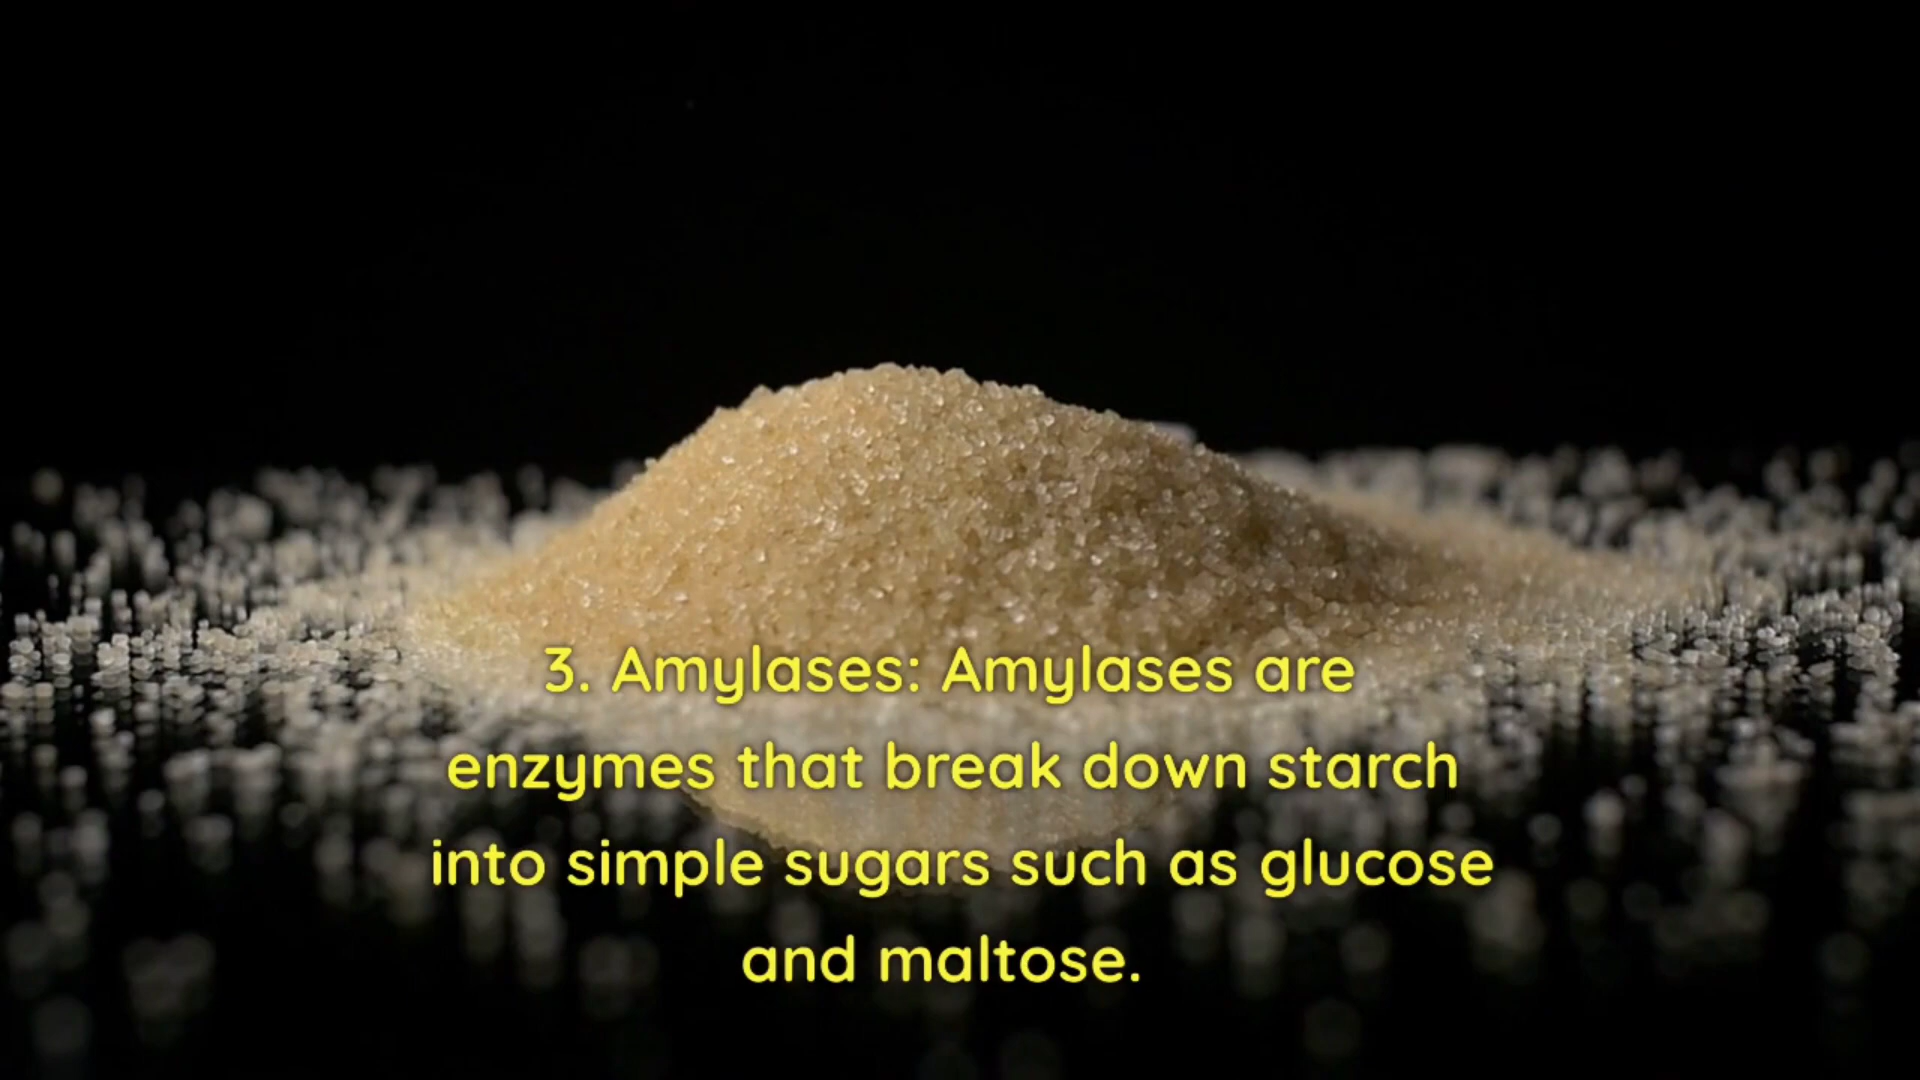 3. Amylases: Amylases are
enzymes that break down starch
into simple sugars such as glucose
and maltose.